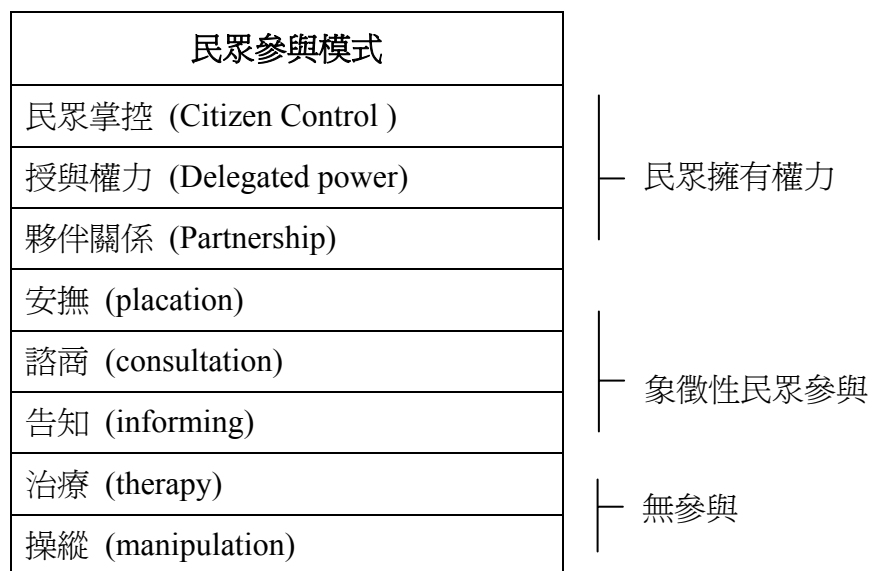 民眾參與模式
民眾掌控 (Citizen Control )
授與權力 (Delegated power)
夥伴關係 (Partnership)
民眾擁有權力
安撫 (placation)
諮商 (consultation)
告知 (informing)
象徵性民眾參與
治療 (therapy)
操縱 (manipulation)
無參與